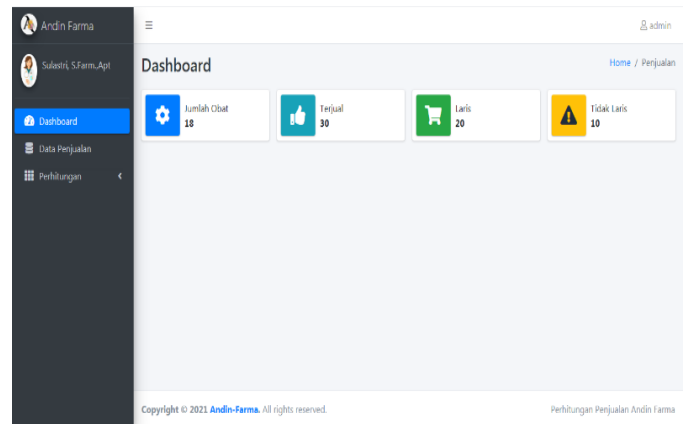 Andin Farma
admin
Sulastri, S.Farm.,Apt
Dashboard
Home / Penjualan
Jumlah Obat
18
Terjual
30
Laris
20
Tidak Laris
10
Dashboard
Data Penjualan
Perhitungan
Copyright © 2021 Andin-Farma. All rights reserved.
Perhitungan Penjualan Andin Farma